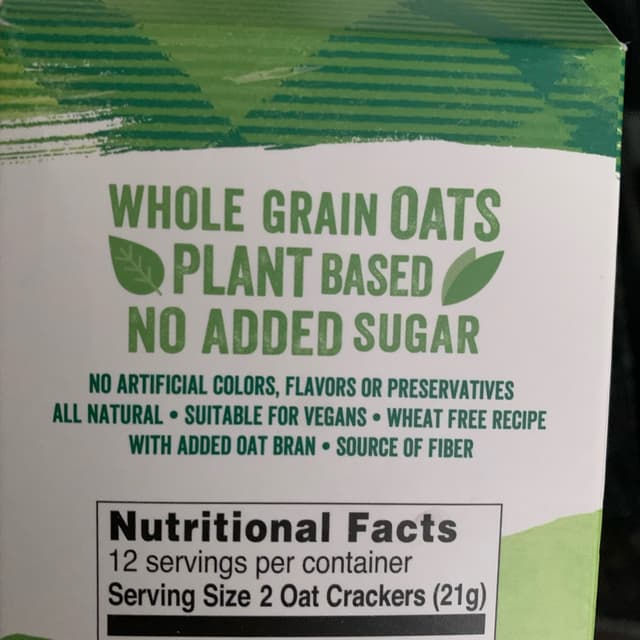 WHOLE GRAIN OATS
PLANT BASED
NO ADDED SUGAR
NO ARTIFICIAL COLORS, FLAVORS OR PRESERVATIVES
ALL NATURAL • SUITABLE FOR VEGANS • WHEAT FREE RECIPE
WITH ADDED OAT BRAN • SOURCE OF FIBER
Nutritional Facts
12 servings per container
Serving Size 2 Oat Crackers (21g)